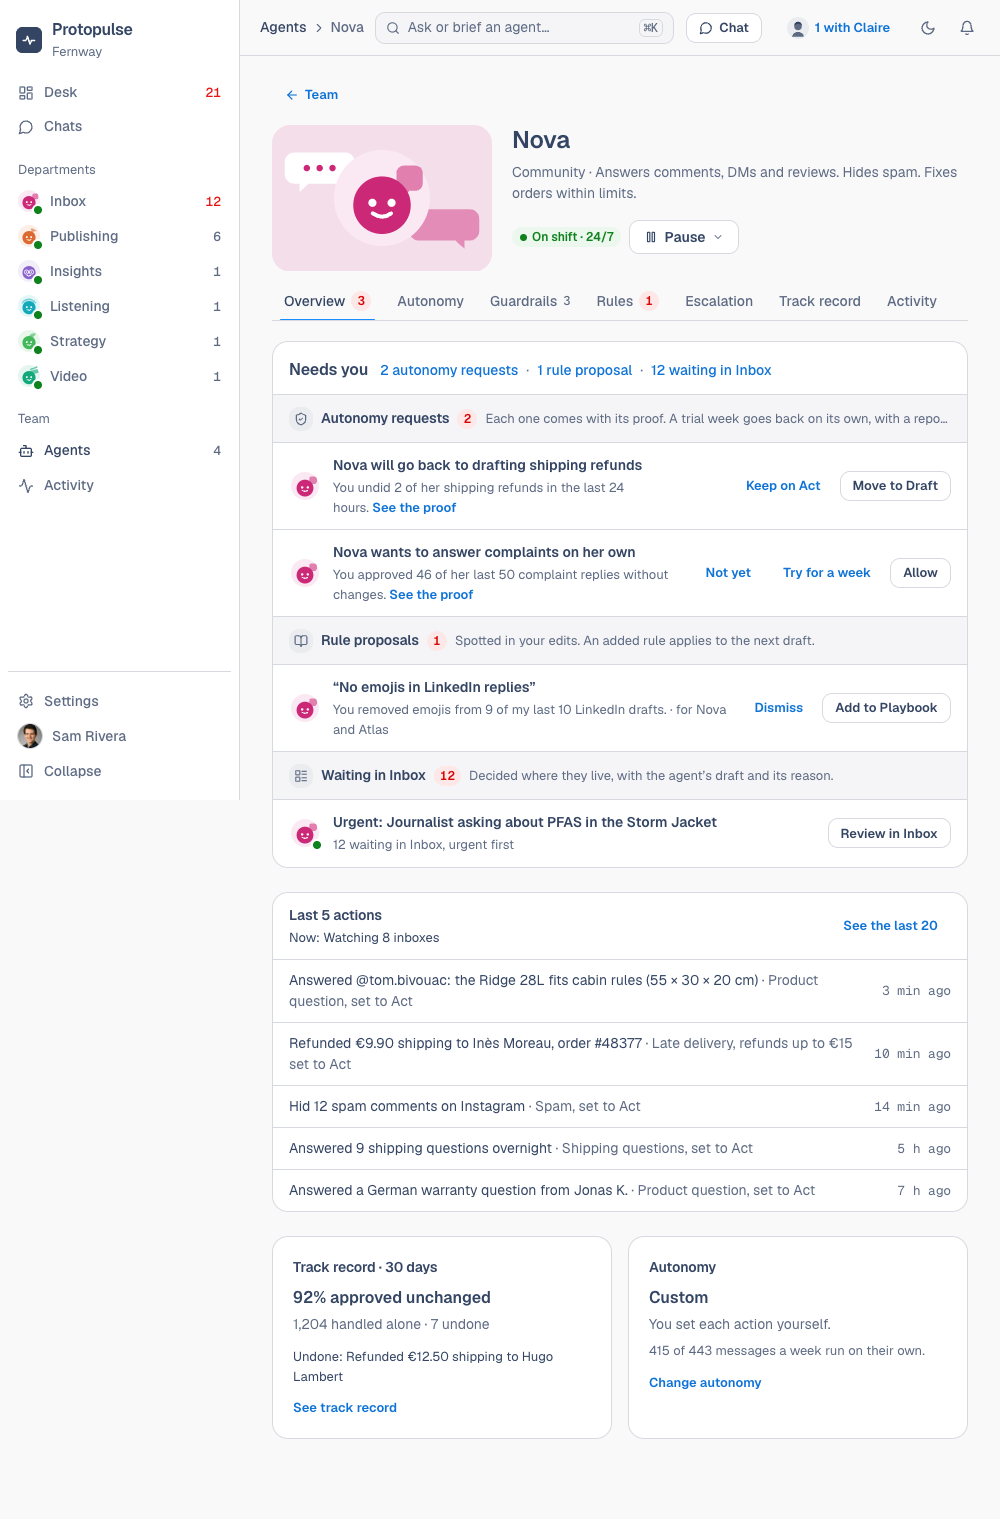 Protopulse
Fernway
Desk 21
Chats
Departments
Inbox 12
Publishing 6
Insights 1
Listening 1
Strategy 1
Video 1
Team
Agents 4
Activity
Settings
Sam Rivera
Collapse
Agents > Nova
Ask or brief an agent…
⌘K
Chat
1 with Claire
← Team
Nova
Community · Answers comments, DMs and reviews. Hides spam. Fixes
orders within limits.
On shift · 24/7
Pause
Overview 3
Autonomy
Guardrails 3
Rules 1
Escalation
Track record
Activity
Needs you 2 autonomy requests · 1 rule proposal · 12 waiting in Inbox
Autonomy requests 2 Each one comes with its proof. A trial week goes back on its own, with a repo…
Nova will go back to drafting shipping refunds
You undid 2 of her shipping refunds in the last 24
hours. See the proof
Keep on Act
Move to Draft
Nova wants to answer complaints on her own
You approved 46 of her last 50 complaint replies without
changes. See the proof
Not yet
Try for a week
Allow
Rule proposals 1 Spotted in your edits. An added rule applies to the next draft.
“No emojis in LinkedIn replies”
You removed emojis from 9 of my last 10 LinkedIn drafts. · for Nova
and Atlas
Dismiss
Add to Playbook
Waiting in Inbox 12 Decided where they live, with the agent’s draft and its reason.
Urgent: Journalist asking about PFAS in the Storm Jacket
12 waiting in Inbox, urgent first
Review in Inbox
Last 5 actions
Now: Watching 8 inboxes
See the last 20
Answered @tom.bivouac: the Ridge 28L fits cabin rules (55 × 30 × 20 cm) · Product
question, set to Act
3 min ago
Refunded €9.90 shipping to Inès Moreau, order #48377 · Late delivery, refunds up to €15
set to Act
10 min ago
Hid 12 spam comments on Instagram · Spam, set to Act
14 min ago
Answered 9 shipping questions overnight · Shipping questions, set to Act
5 h ago
Answered a German warranty question from Jonas K. · Product question, set to Act
7 h ago
Track record · 30 days
92% approved unchanged
1,204 handled alone · 7 undone
Undone: Refunded €12.50 shipping to Hugo
Lambert
See track record
Autonomy
Custom
You set each action yourself.
415 of 443 messages a week run on their own.
Change autonomy